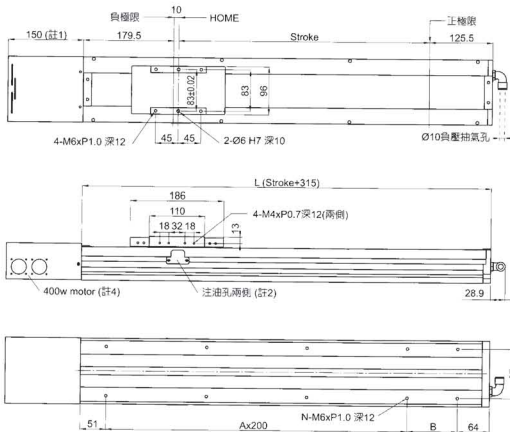 10
負極限
HOME
正極限
150 (註1)
179.5
Stroke
125.5
83±0.02
83
96
4-M6xP1.0 深12
45
45
2-Ø6 H7 深10
Ø10負壓抽氣孔
L (Stroke+315)
186
110
4-M4xP0.7深12(兩側)
18
32
18
13
400w motor (註4)
注油孔兩側 (註2)
28.9
N-M6xP1.0 深12
51
Ax200
B
64